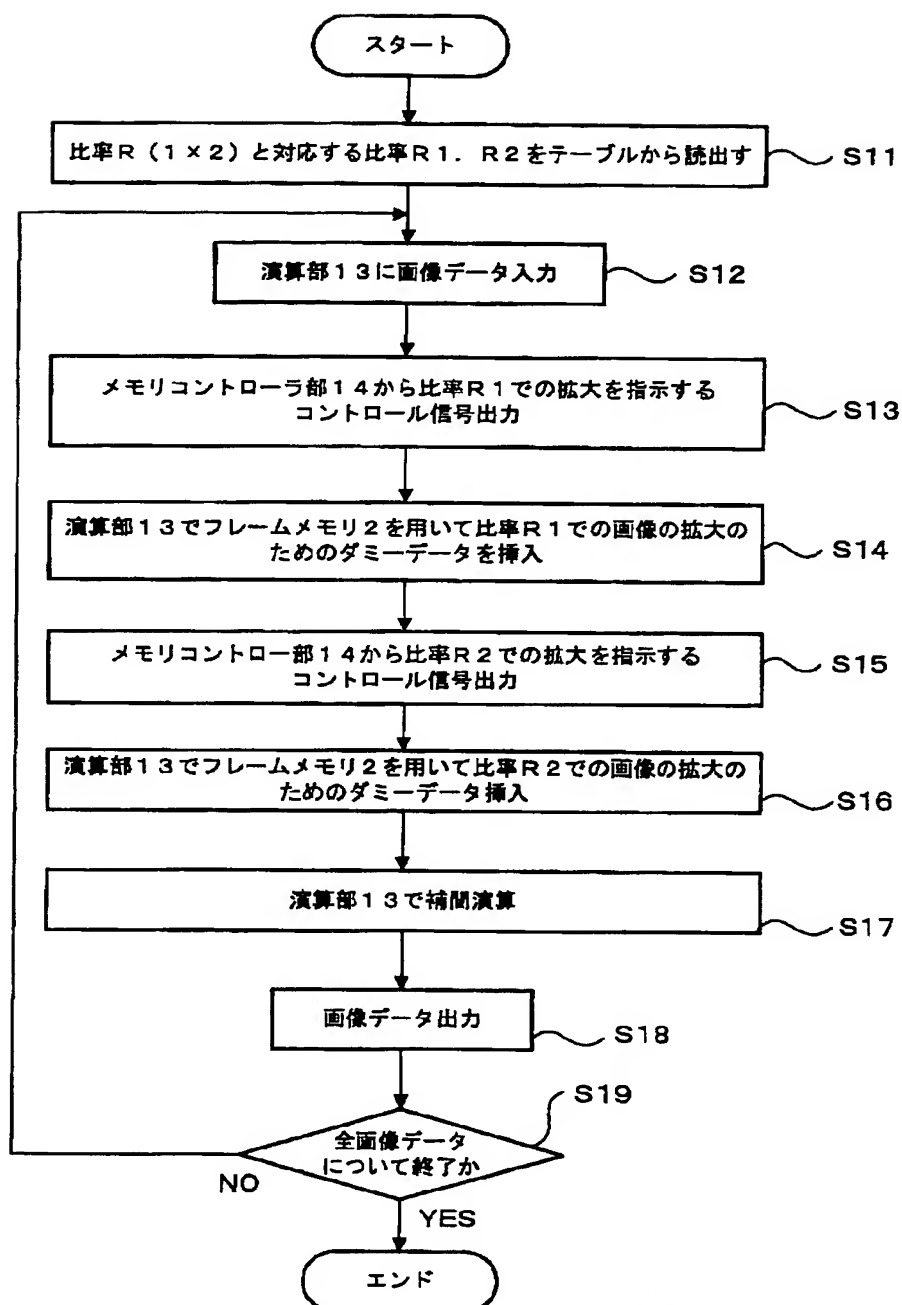 スタート
比率R(1×2)と対応する比率R1.R2をテーブルから読出す
S11
演算部13に画像データ入力
S12
メモリコントローラ部14から比率R1での拡大を指示する
コントロール信号出力
S13
演算部13でフレームメモリ2を用いて比率R1での画像の拡大の
ためのダミーデータを挿入
S14
メモリコントロー部14から比率R2での拡大を指示する
コントロール信号出力
S15
演算部13でフレームメモリ2を用いて比率R2での画像の拡大の
ためのダミーデータ挿入
S16
演算部13で補間演算
S17
画像データ出力
S18
S19
全画像データ
について終了か
NO
YES
エンド